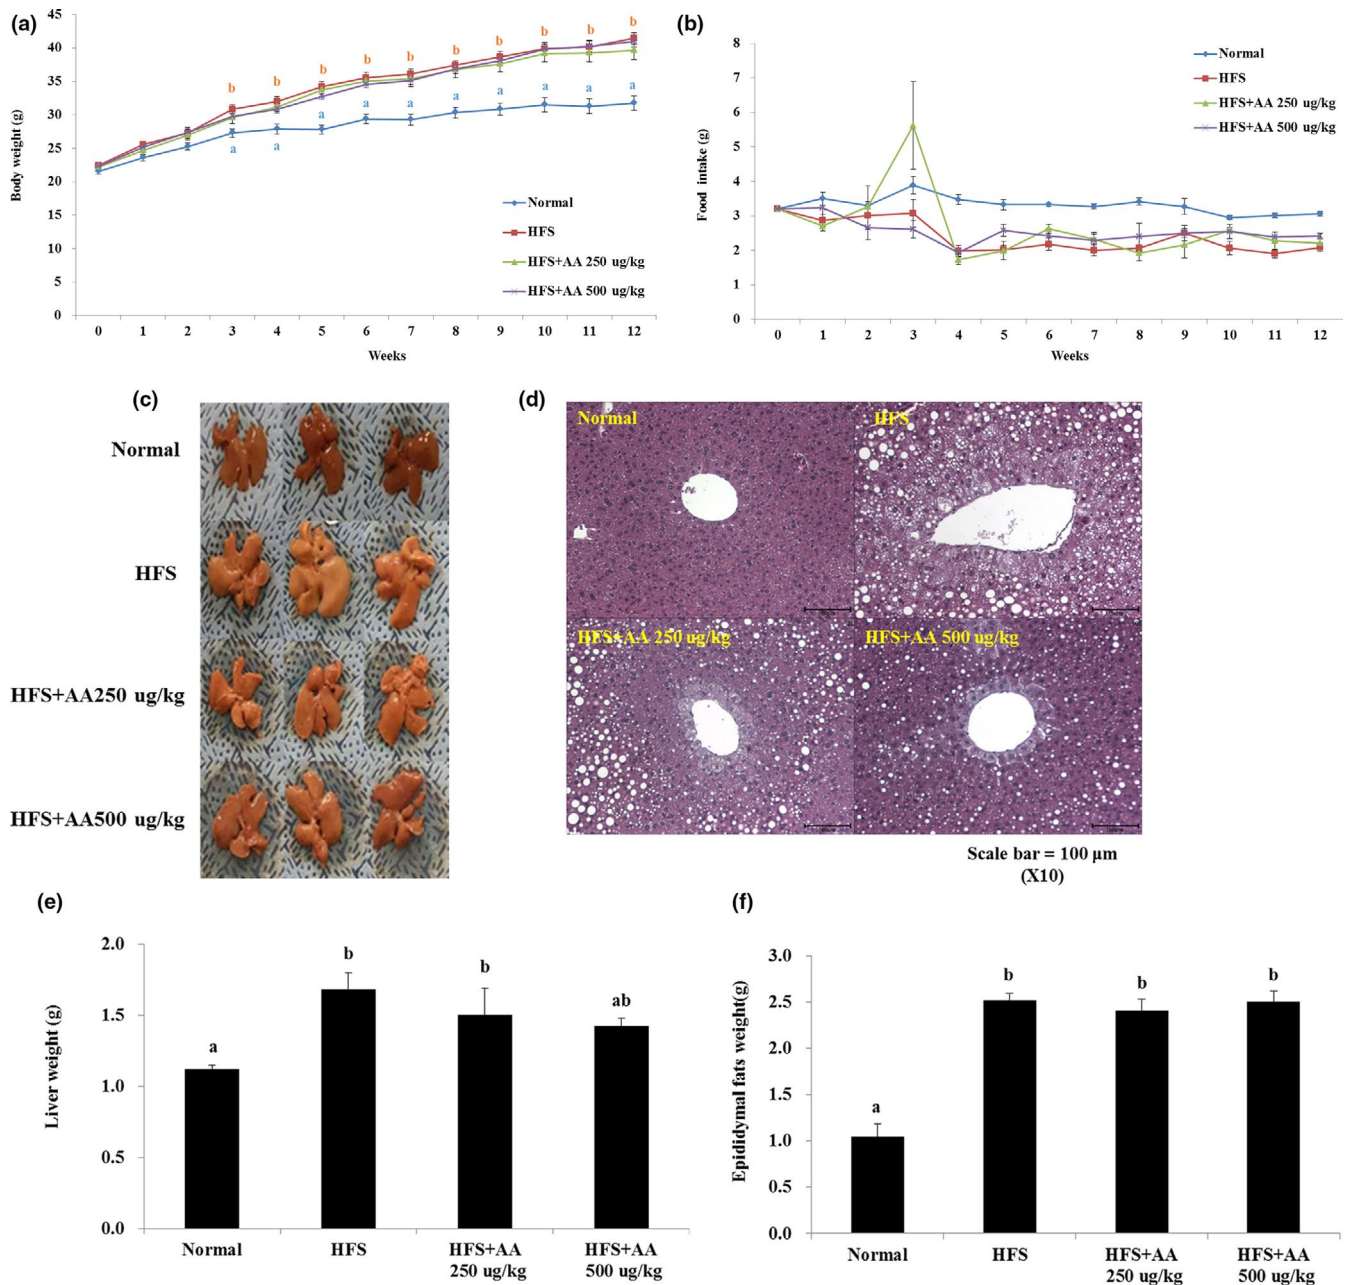 (a)
45
40
35
30
25
20
15
10
5
0
Body weight (g)
b b b b b b b b b b
a a a a a a a a
a a
Normal
HFS
HFS+AA 250 ug/kg
HFS+AA 500 ug/kg
0 1 2 3 4 5 6 7 8 9 10 11 12
Weeks
(b)
8
7
6
5
4
3
2
1
0
Food intake (g)
Normal
HFS
HFS+AA 250 ug/kg
HFS+AA 500 ug/kg
0 1 2 3 4 5 6 7 8 9 10 11 12
Weeks
(c)
Normal
HFS
HFS+AA250 ug/kg
HFS+AA500 ug/kg
(d)
Normal
HFS
HFS+AA 250 ug/kg
HFS+AA 500 ug/kg
Scale bar = 100 μm
(X10)
(e)
2.0
1.5
1.0
0.5
0.0
Liver weight (g)
a
b
b
ab
Normal
HFS
HFS+AA
250 ug/kg
HFS+AA
500 ug/kg
(f)
3.0
2.5
2.0
1.5
1.0
0.5
0.0
Epididymal fats weight(g)
a
b
b
b
Normal
HFS
HFS+AA
250 ug/kg
HFS+AA
500 ug/kg